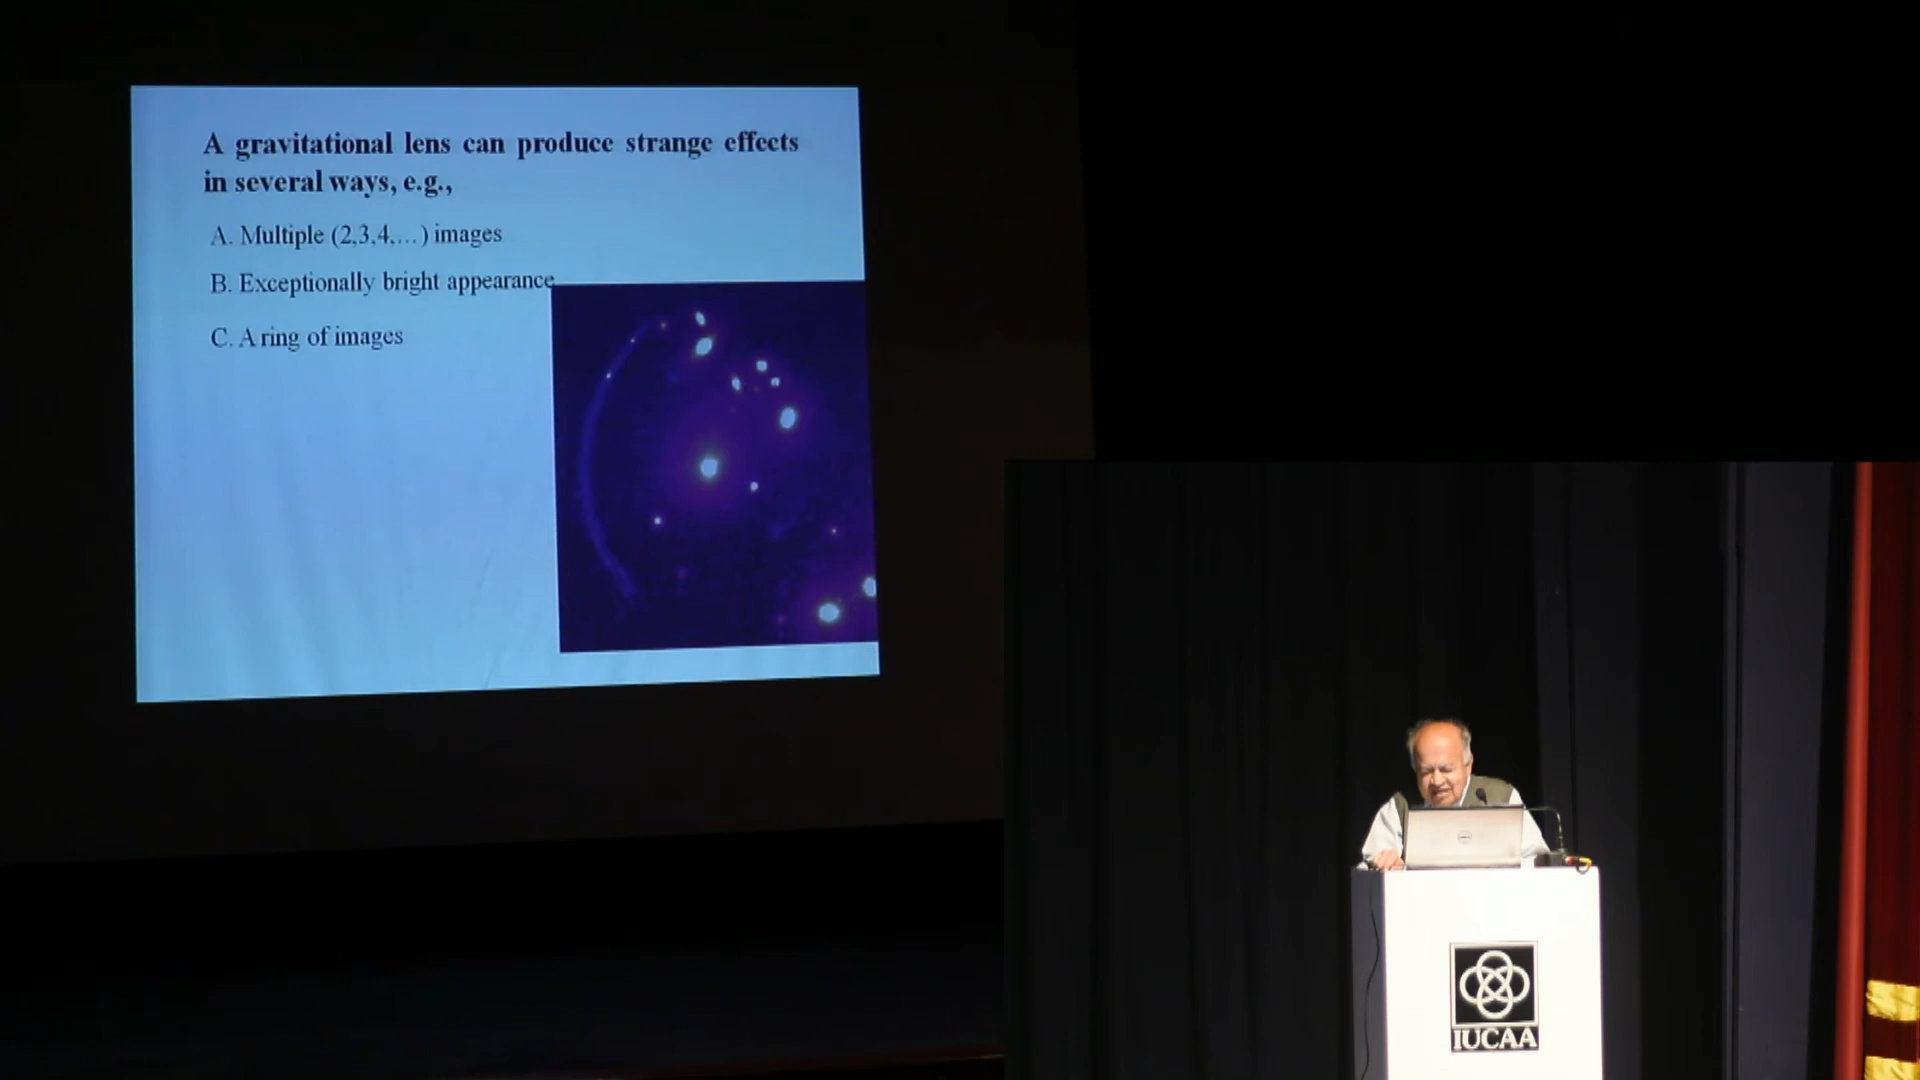 A gravitational lens can produce strange effects
in several ways, e.g.,
A. Multiple (2,3,4,...) images
B. Exceptionally bright appearance
C. A ring of images
IUCAA